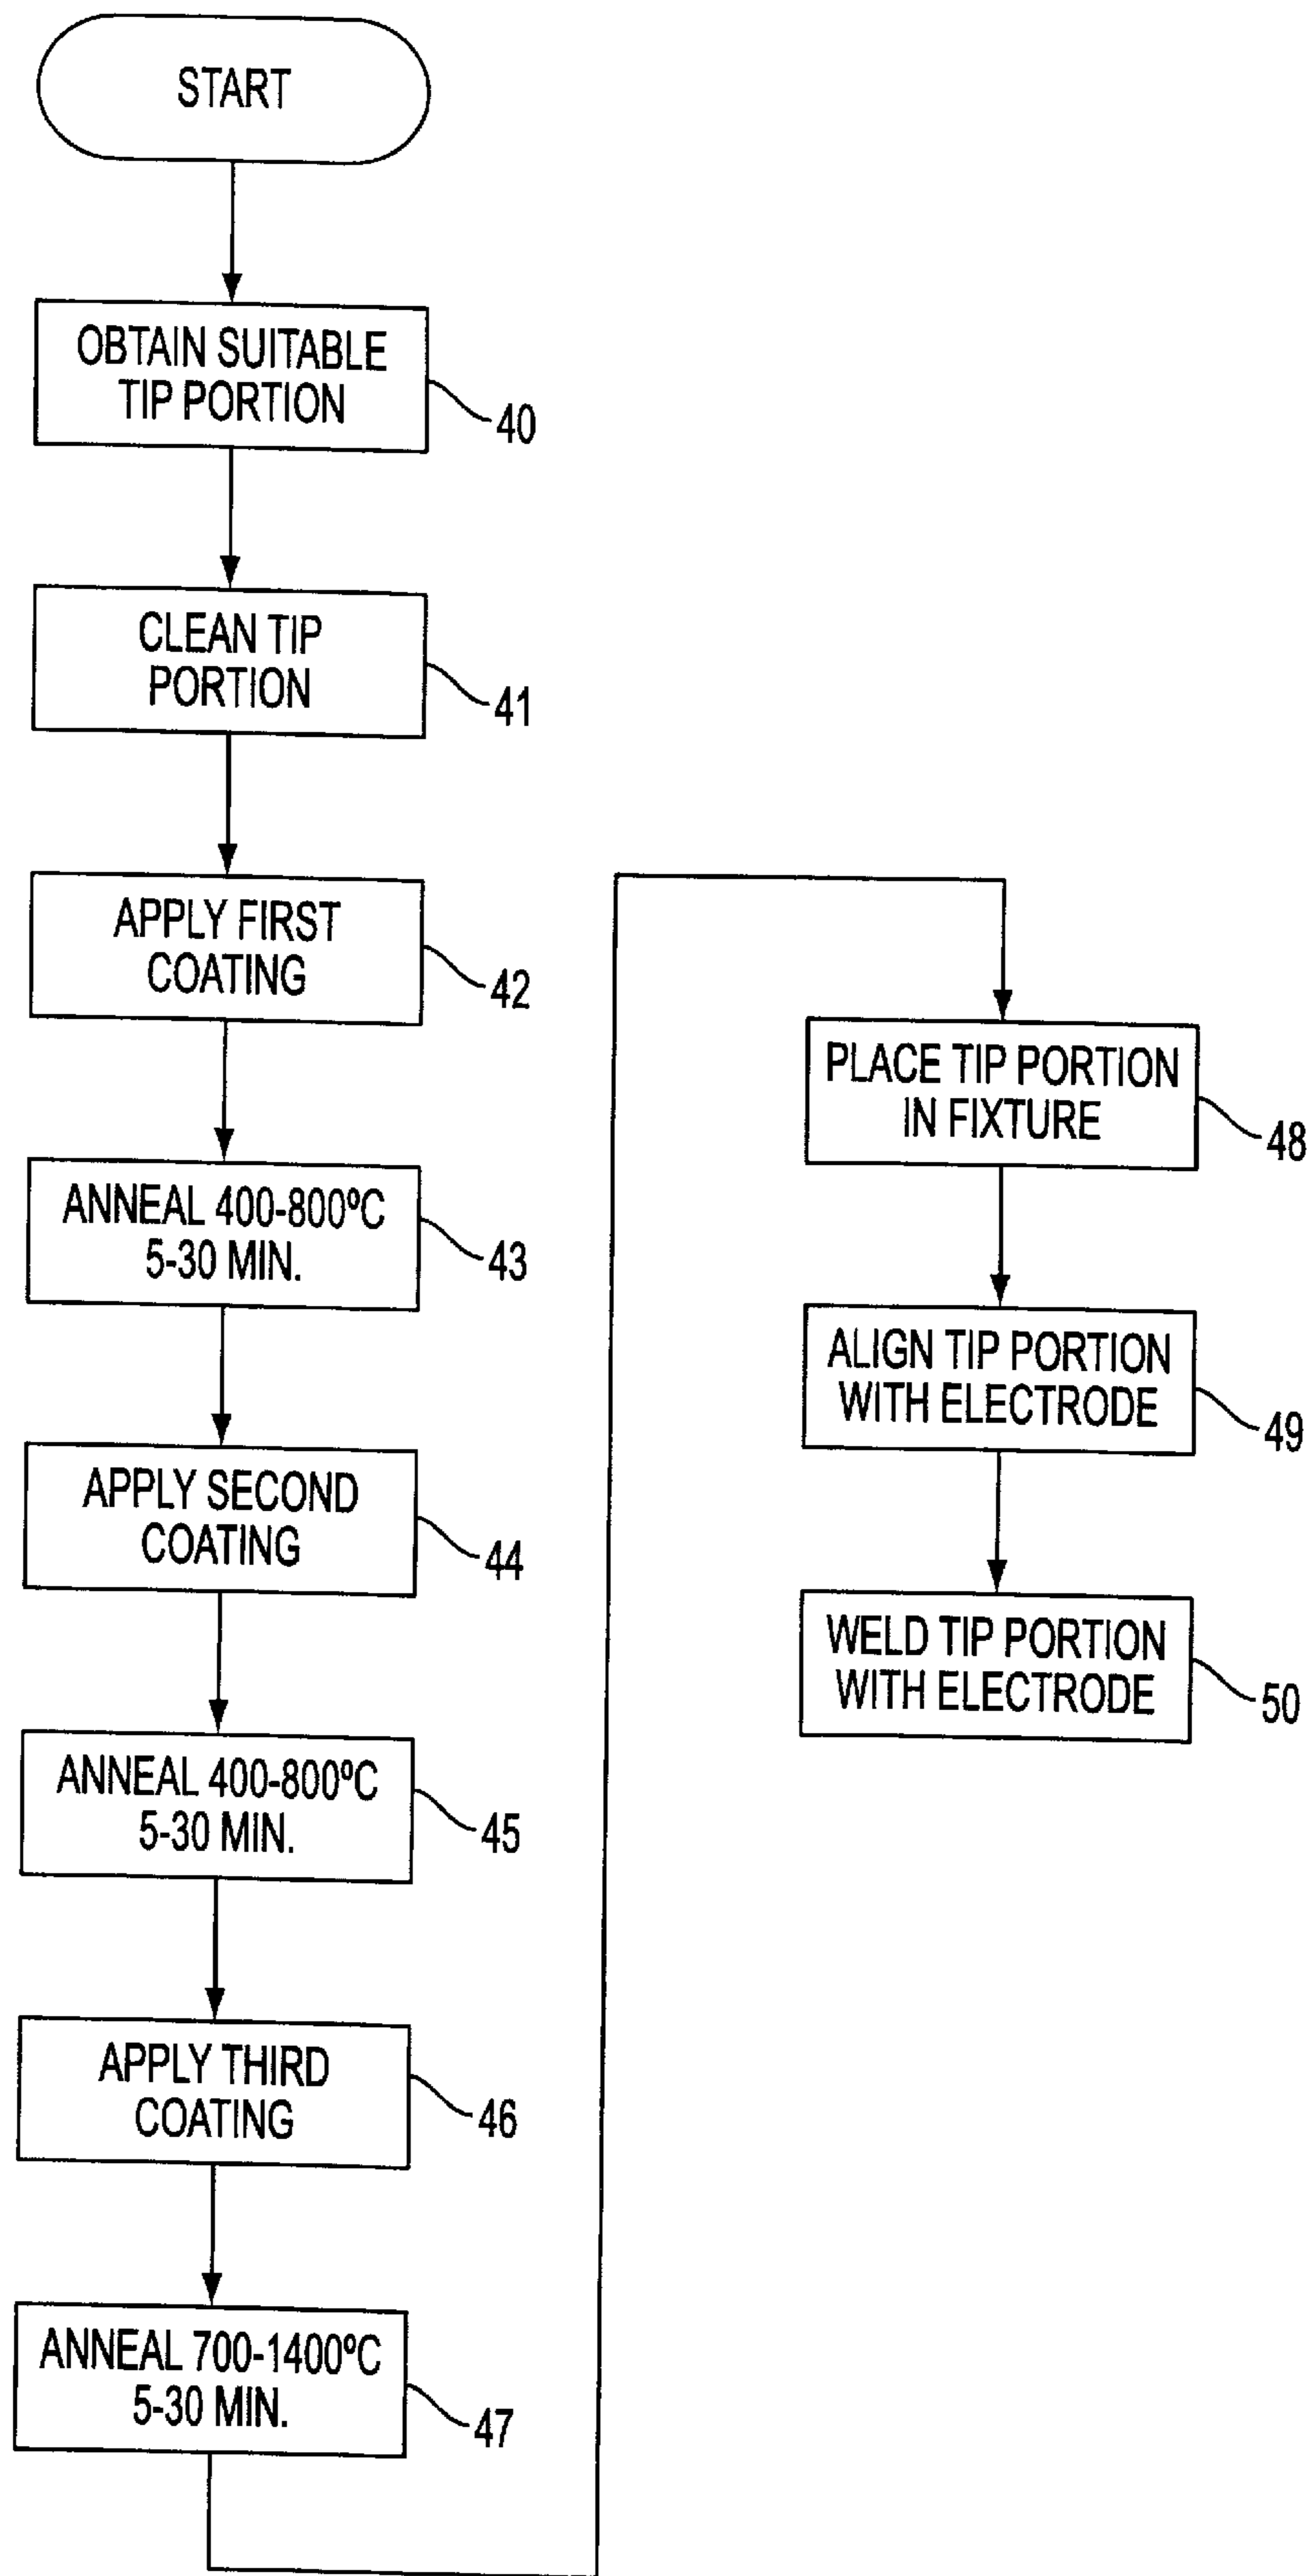 START
OBTAIN SUITABLE
TIP PORTION
40
CLEAN TIP
PORTION
41
APPLY FIRST
COATING
42
ANNEAL 400-800ºC
5-30 MIN.
43
APPLY SECOND
COATING
44
ANNEAL 400-800ºC
5-30 MIN.
45
APPLY THIRD
COATING
46
ANNEAL 700-1400ºC
5-30 MIN.
47
PLACE TIP PORTION
IN FIXTURE
48
ALIGN TIP PORTION
WITH ELECTRODE
49
WELD TIP PORTION
WITH ELECTRODE
50